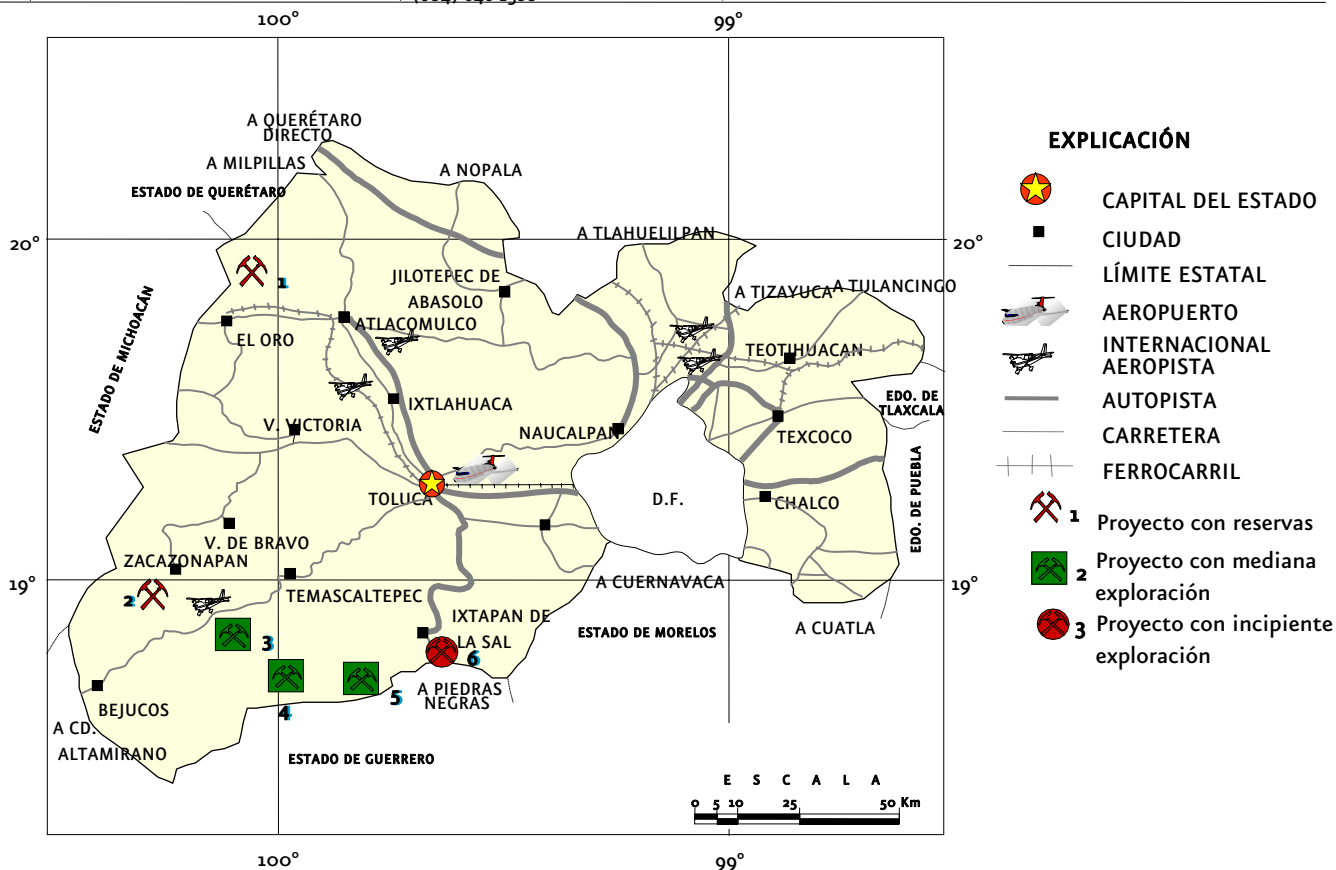 100°
99°
A QUERÉTARO
DIRECTO
A MILPILLAS
A NOPALA
ESTADO DE QUERÉTARO
20°
A TLAHUELILPAN
20°
JILOTEPEC DE
ABASOLO
A TIZAYUCA
A TULANCINGO
1
ATLACOMULCO
EL ORO
TEOTIHUACAN
ESTADO DE MICHOACÁN
IXTLAHUACA
EDO. DE
TLAXCALA
V. VICTORIA
NAUCALPAN
TEXCOCO
TOLUCA
D.F.
CHALCO
EDO. DE PUEBLA
V. DE BRAVO
ZACAZONAPAN
19°
A CUERNAVACA
19°
2
TEMASCALTEPEC
IXTAPAN DE
LA SAL
ESTADO DE MORELOS
A CUATLA
3
6
A PIEDRAS
NEGRAS
5
4
BEJUCOS
A CD.
ALTAMIRANO
ESTADO DE GUERRERO
E S C A L A
0 5 10 25 50 Km
100°
99°
EXPLICACIÓN
CAPITAL DEL ESTADO
CIUDAD
LÍMITE ESTATAL
AEROPUERTO
INTERNACIONAL
AEROPISTA
AUTOPISTA
CARRETERA
FERROCARRIL
1 Proyecto con reservas
2 Proyecto con mediana
exploración
3 Proyecto con incipiente
exploración